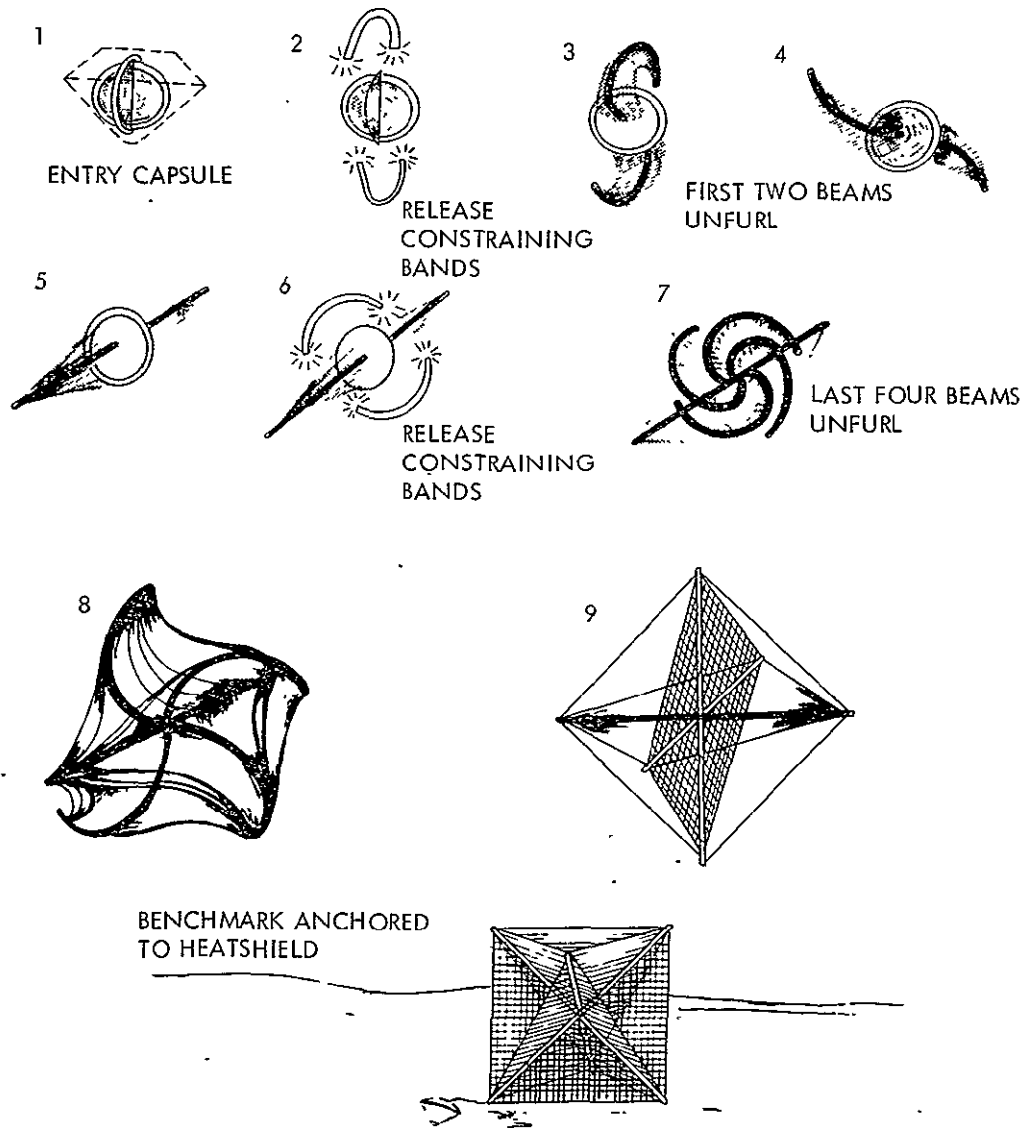 1
ENTRY CAPSULE
2
RELEASE
CONSTRAINING
BANDS
3
4
FIRST TWO BEAMS
UNFURL
5
6
RELEASE
CONSTRAINING
BANDS
7
LAST FOUR BEAMS
UNFURL
8
9
BENCHMARK ANCHORED
TO HEATSHIELD